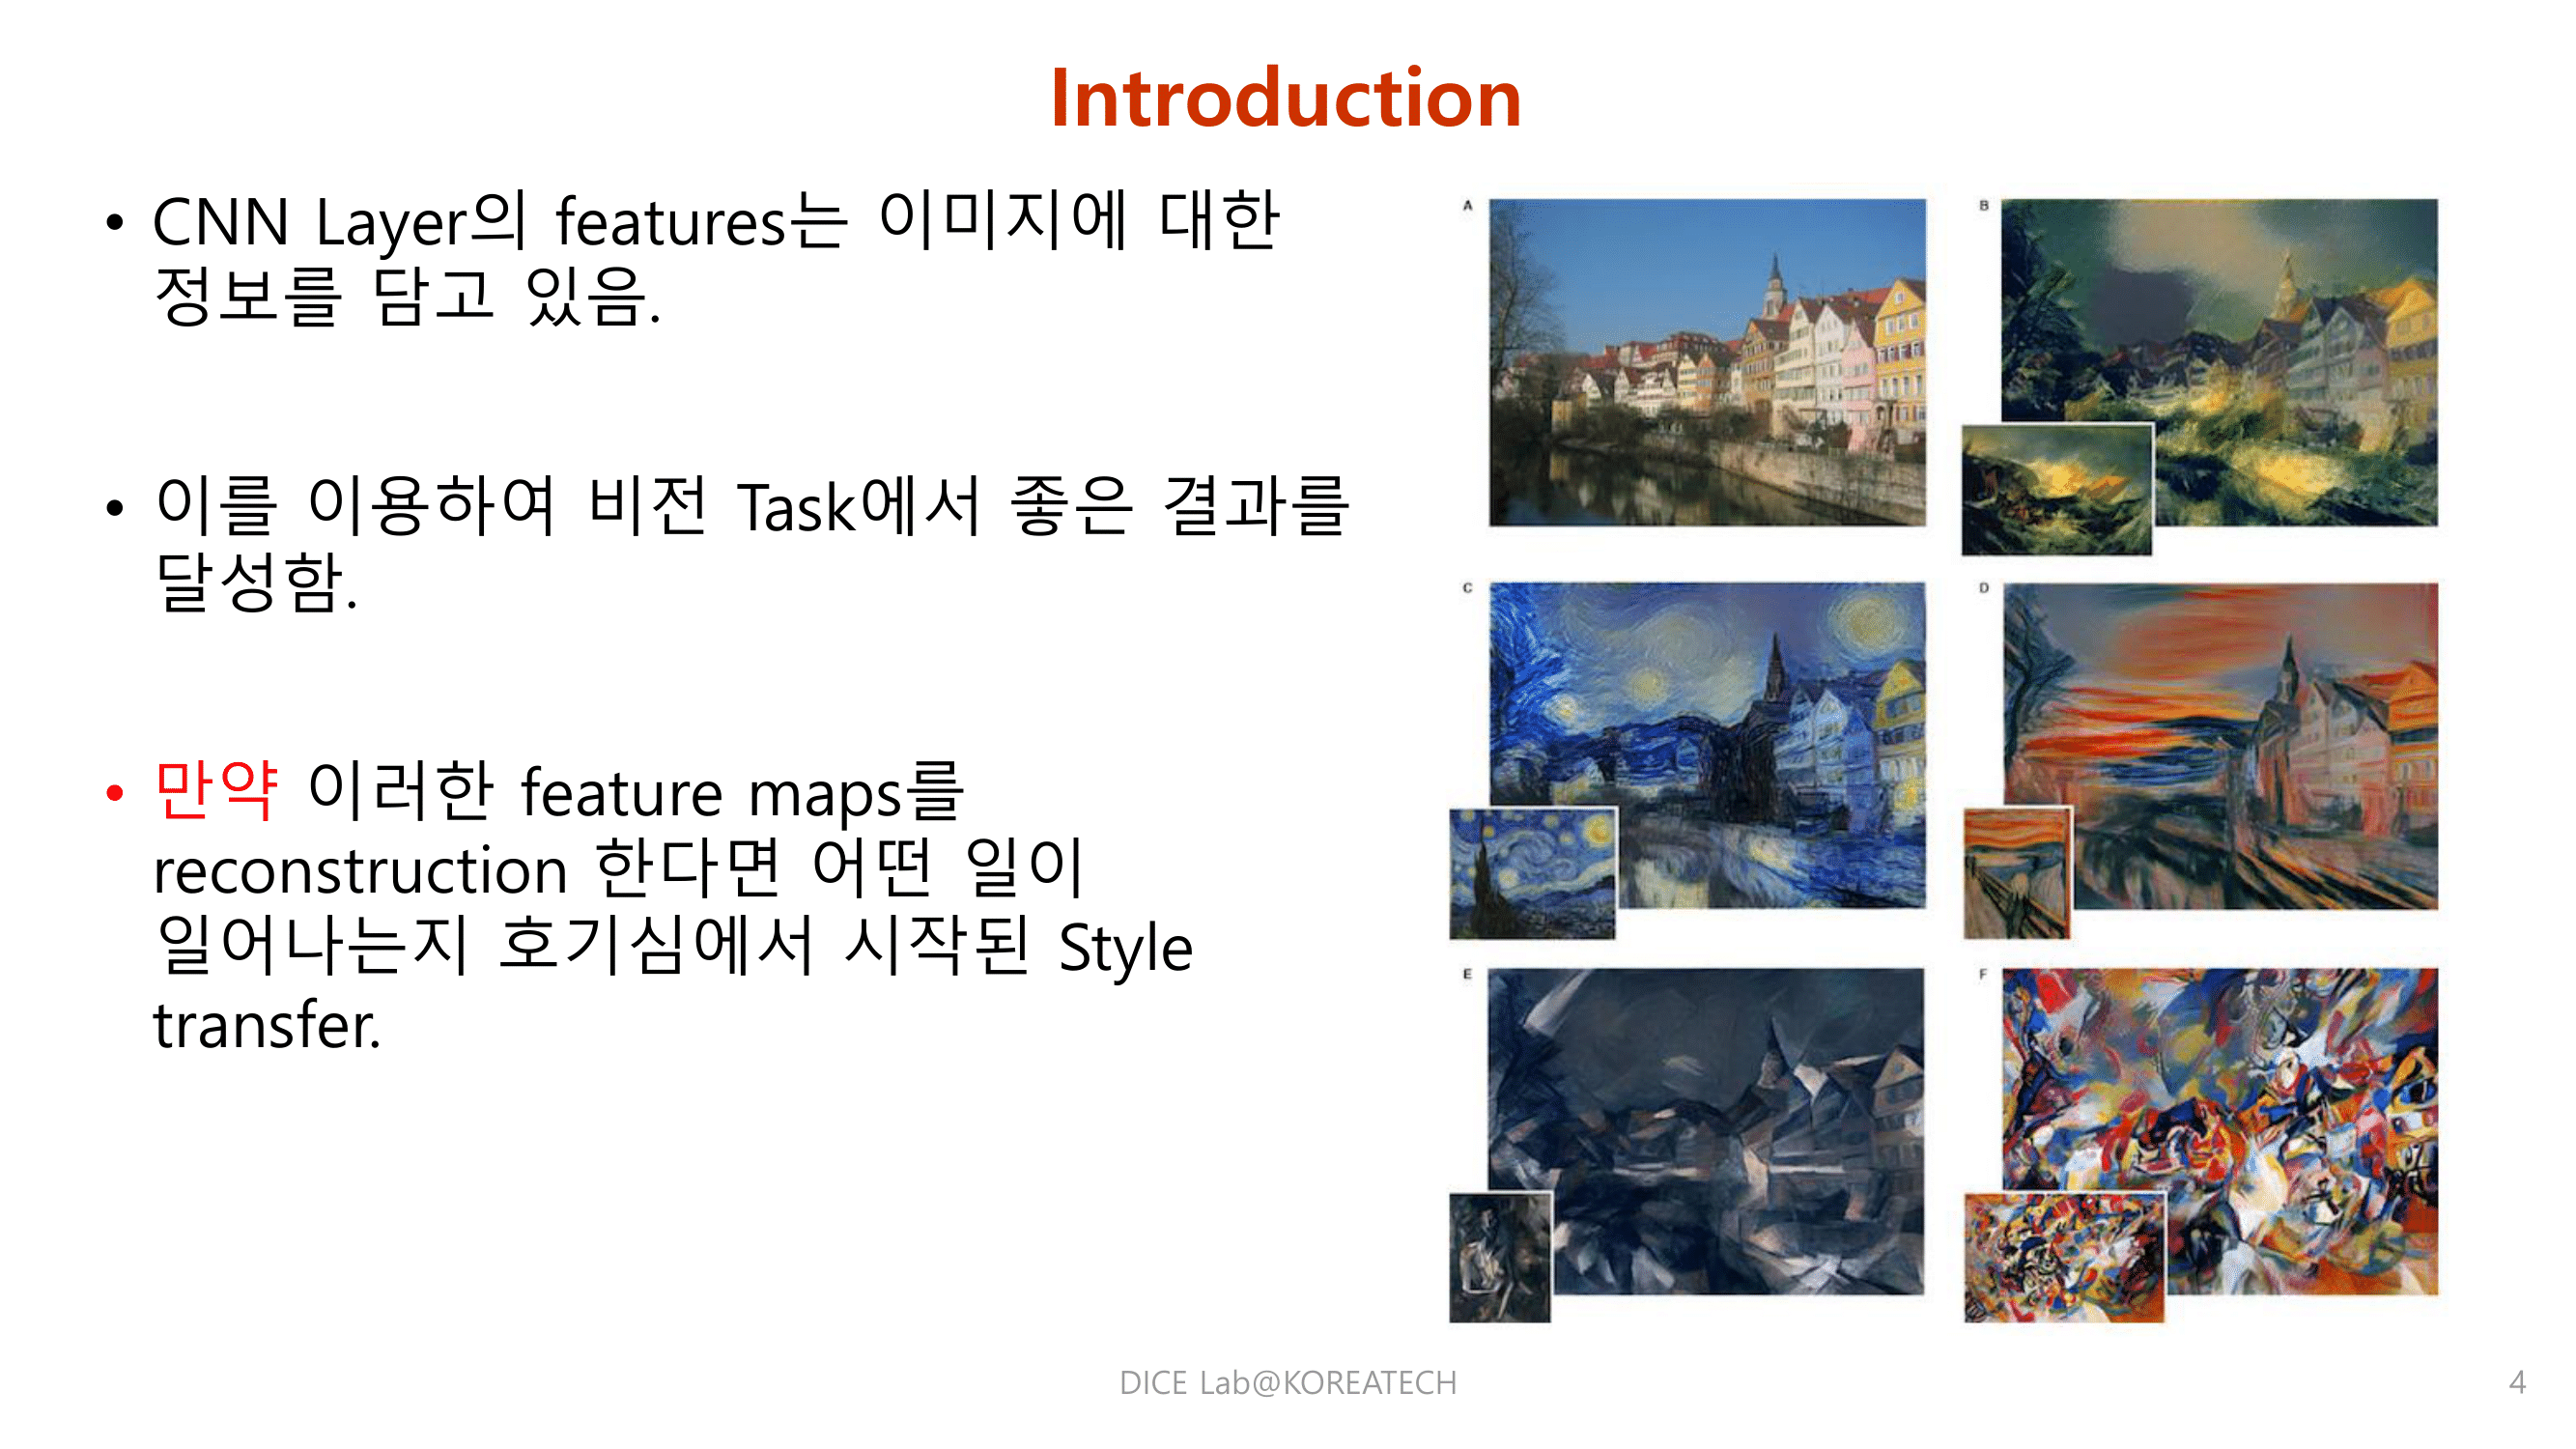 Introduction
• CNN Layer의 features는 이미지에 대한
정보를 담고 있음.
• 이를 이용하여 비전 Task에서 좋은 결과를
달성함.
• 만약 이러한 feature maps를
reconstruction 한다면 어떤 일이
일어나는지 호기심에서 시작된 Style
transfer.
A
B
C
D
E
F
DICE Lab@KOREATECH
4